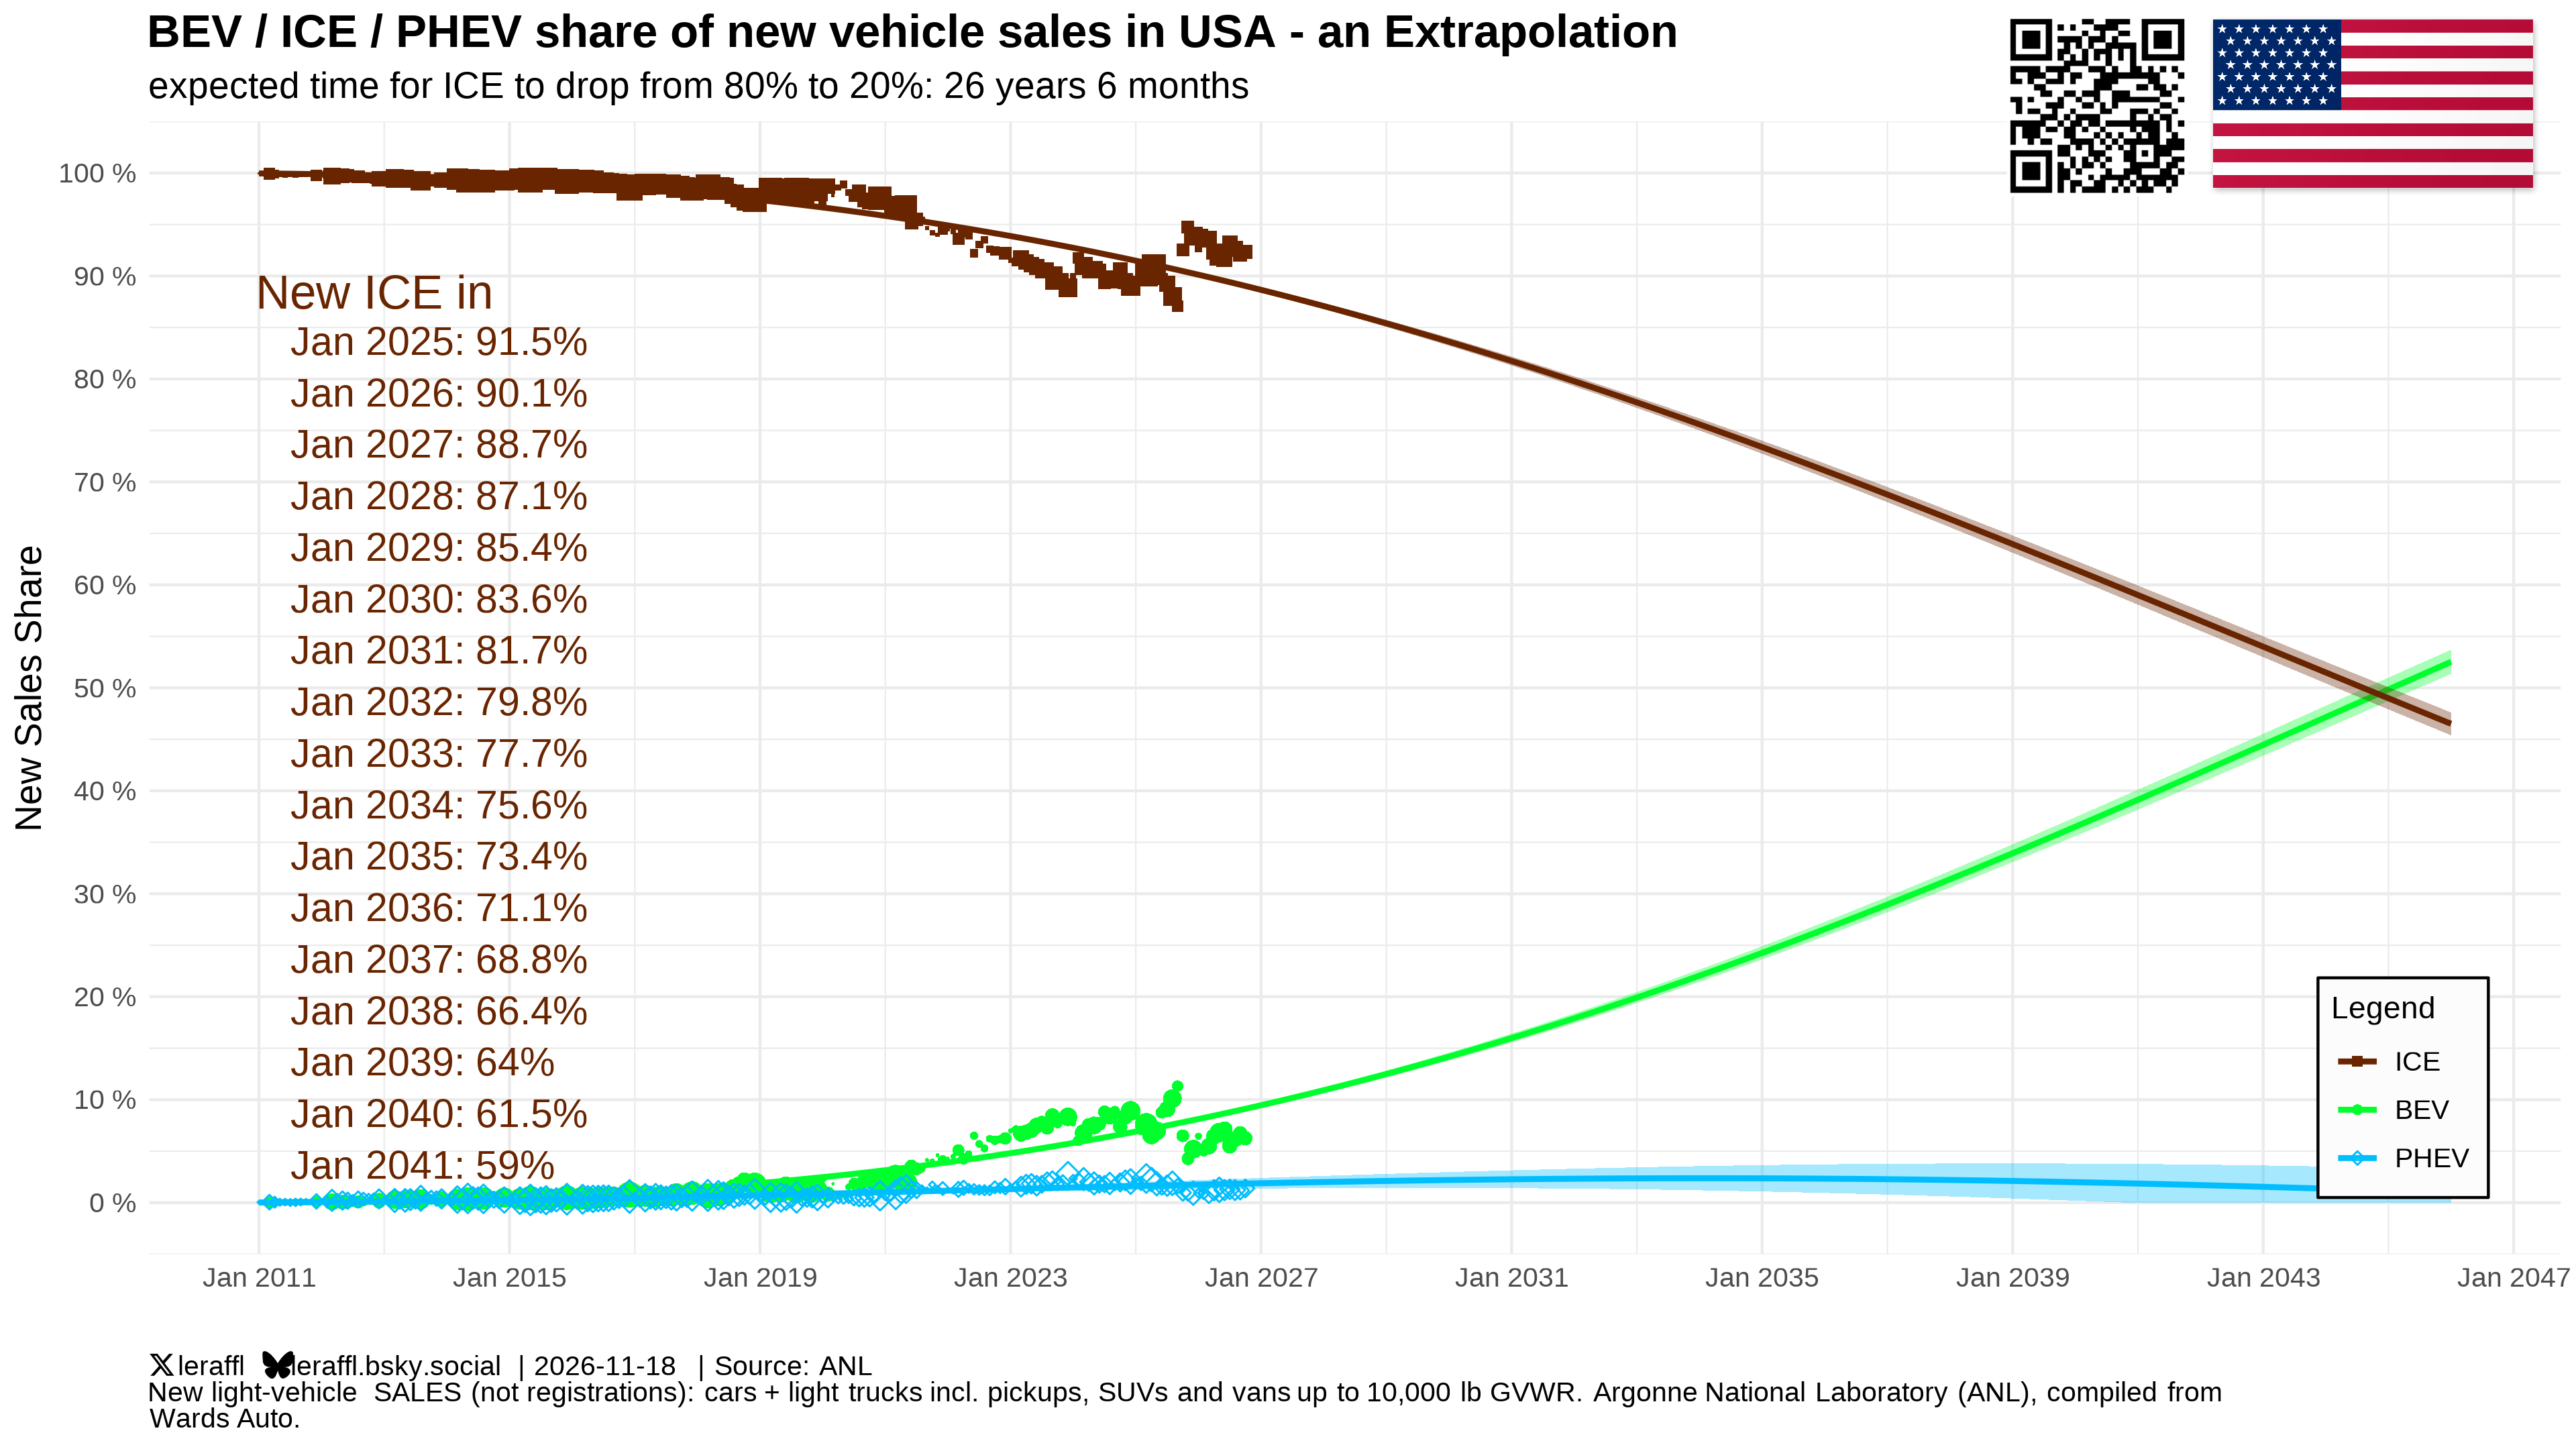 BEV / ICE / PHEV share of new vehicle sales in USA - an Extrapolation
expected time for ICE to drop from 80% to 20%: 26 years 6 months
New Sales Share
100 %
90 %
80 %
70 %
60 %
50 %
40 %
30 %
20 %
10 %
0 %
New ICE in
Jan 2025: 91.5%
Jan 2026: 90.1%
Jan 2027: 88.7%
Jan 2028: 87.1%
Jan 2029: 85.4%
Jan 2030: 83.6%
Jan 2031: 81.7%
Jan 2032: 79.8%
Jan 2033: 77.7%
Jan 2034: 75.6%
Jan 2035: 73.4%
Jan 2036: 71.1%
Jan 2037: 68.8%
Jan 2038: 66.4%
Jan 2039: 64%
Jan 2040: 61.5%
Jan 2041: 59%
Legend
ICE
BEV
PHEV
Jan 2011 Jan 2015 Jan 2019 Jan 2023 Jan 2027 Jan 2031 Jan 2035 Jan 2039 Jan 2043 Jan 2047
leraffl leraffl.bsky.social | 2026-11-18 | Source: ANL
New light-vehicle SALES (not registrations): cars + light trucks incl. pickups, SUVs and vans up to 10,000 lb GVWR. Argonne National Laboratory (ANL), compiled from
Wards Auto.